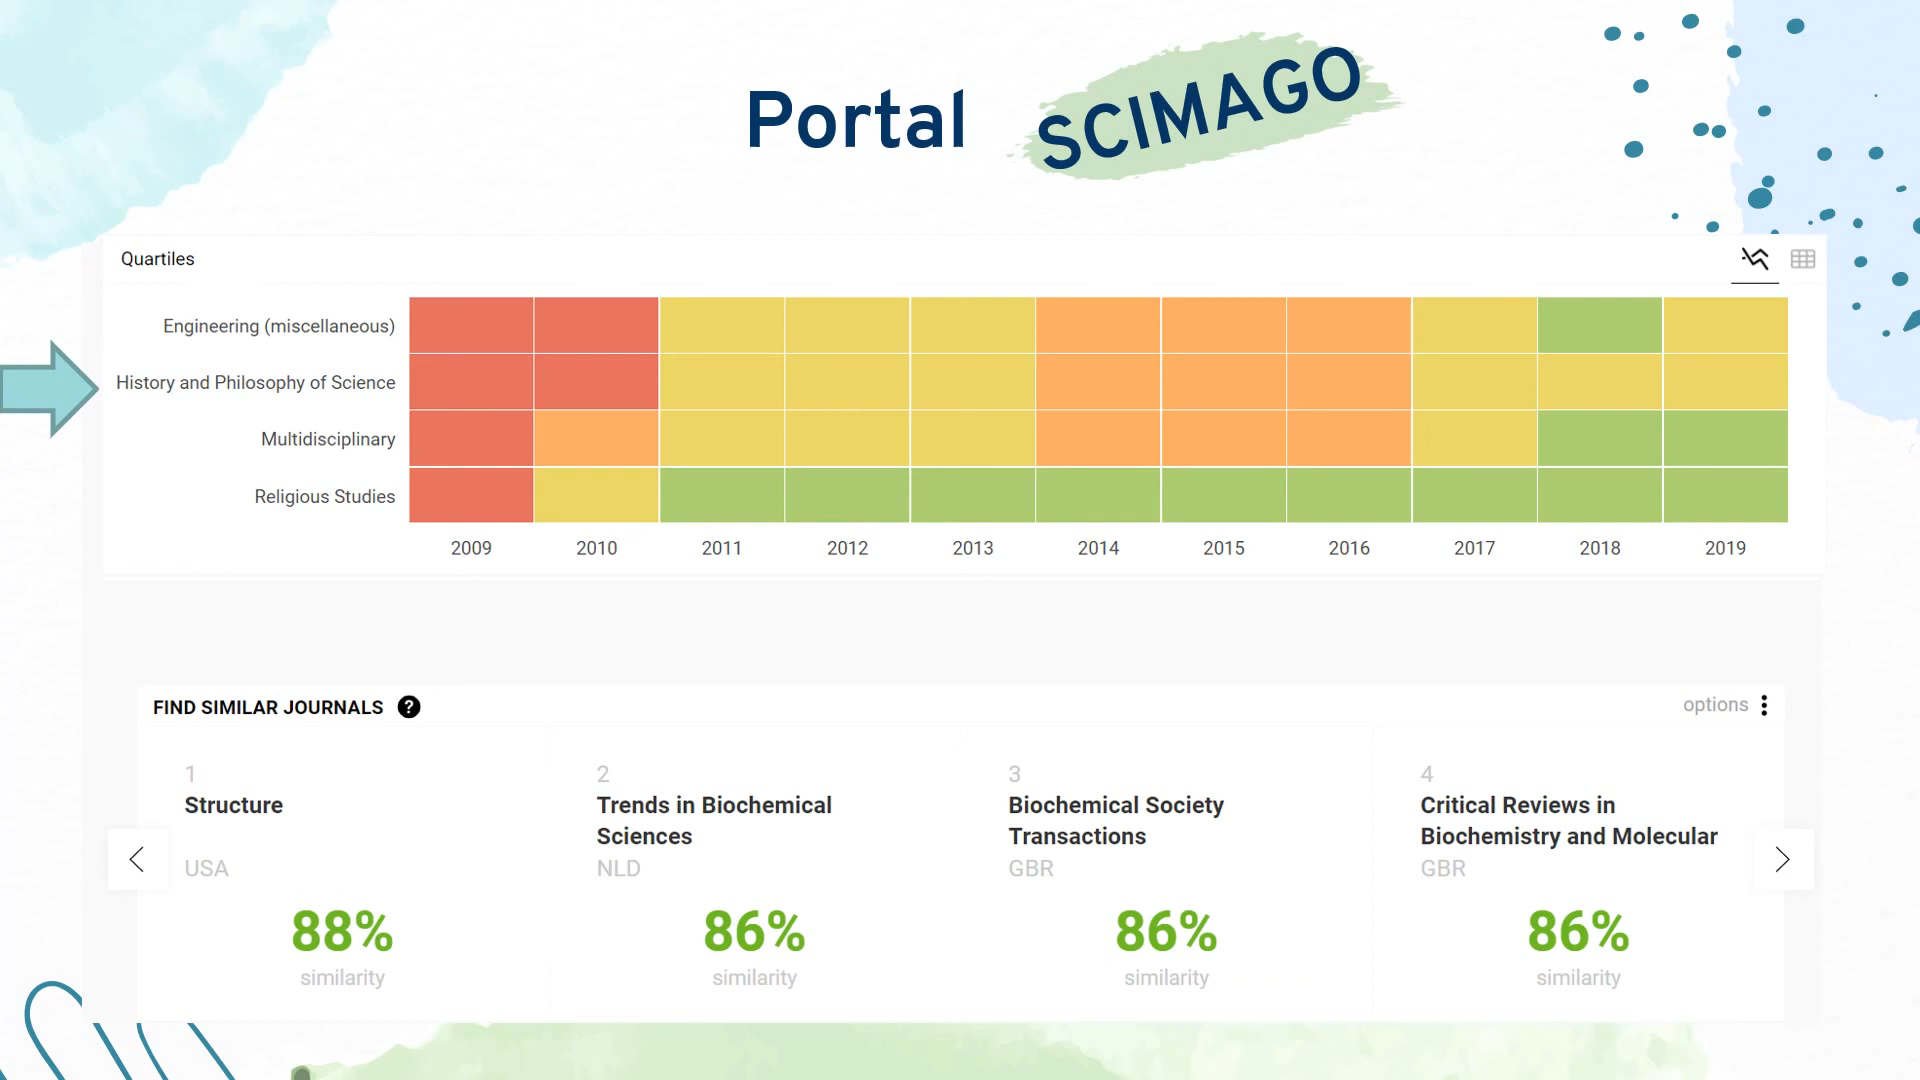 Portal SCIMAGO
Quartiles
Engineering (miscellaneous)
History and Philosophy of Science
Multidisciplinary
Religious Studies
2009 2010 2011 2012 2013 2014 2015 2016 2017 2018 2019
FIND SIMILAR JOURNALS ?
options
1
Structure
USA
88%
similarity
2
Trends in Biochemical
Sciences
NLD
86%
similarity
3
Biochemical Society
Transactions
GBR
86%
similarity
4
Critical Reviews in
Biochemistry and Molecular
GBR
86%
similarity